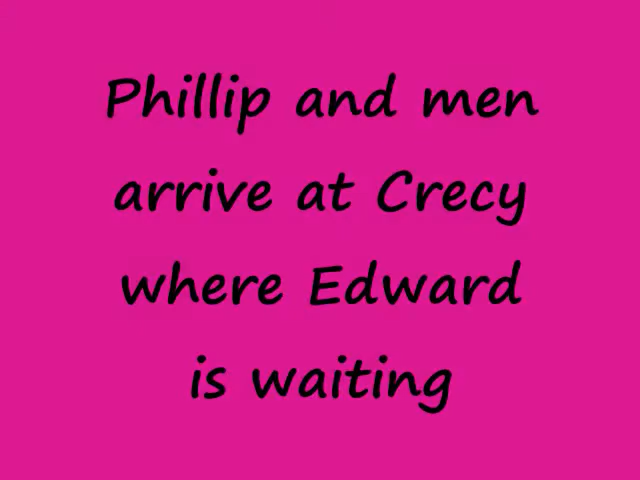 Phillip and men
arrive at Crecy
where Edward
is waiting